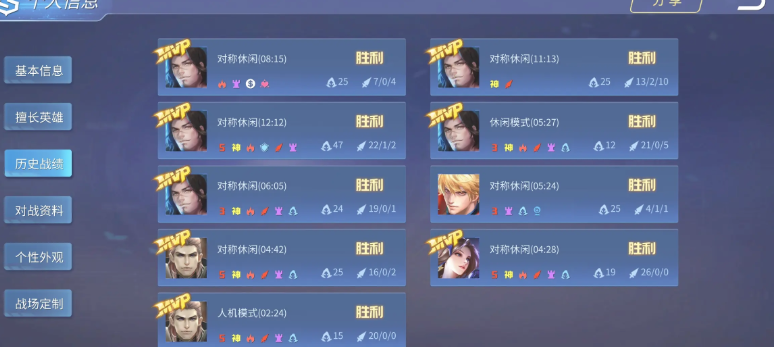 个人信息
分享
基本信息
擅长英雄
历史战绩
对战资料
个性外观
战场定制
MVP
对称休闲(08:15)
胜利
25
7/0/4
MVP
对称休闲(11:13)
胜利
神
25
13/2/10
MVP
对称休闲(12:12)
胜利
5 神
47
22/1/2
MVP
休闲模式(05:27)
胜利
3 神
12
21/0/5
MVP
对称休闲(06:05)
胜利
神
24
19/0/1
对称休闲(05:24)
胜利
25
4/1/1
MVP
对称休闲(04:42)
胜利
5 神
25
16/0/2
MVP
对称休闲(04:28)
胜利
5 神
19
26/0/0
MVP
人机模式(02:24)
胜利
5 神
15
20/0/0